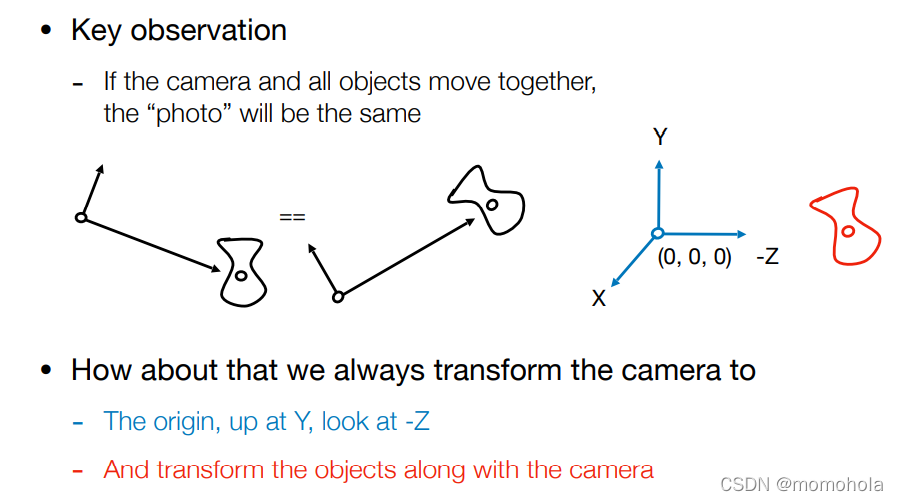 • Key observation
- If the camera and all objects move together,
the “photo” will be the same
Y
==
(0, 0, 0) -Z
X
• How about that we always transform the camera to
- The origin, up at Y, look at -Z
- And transform the objects along with the camera
CSDN @momohola